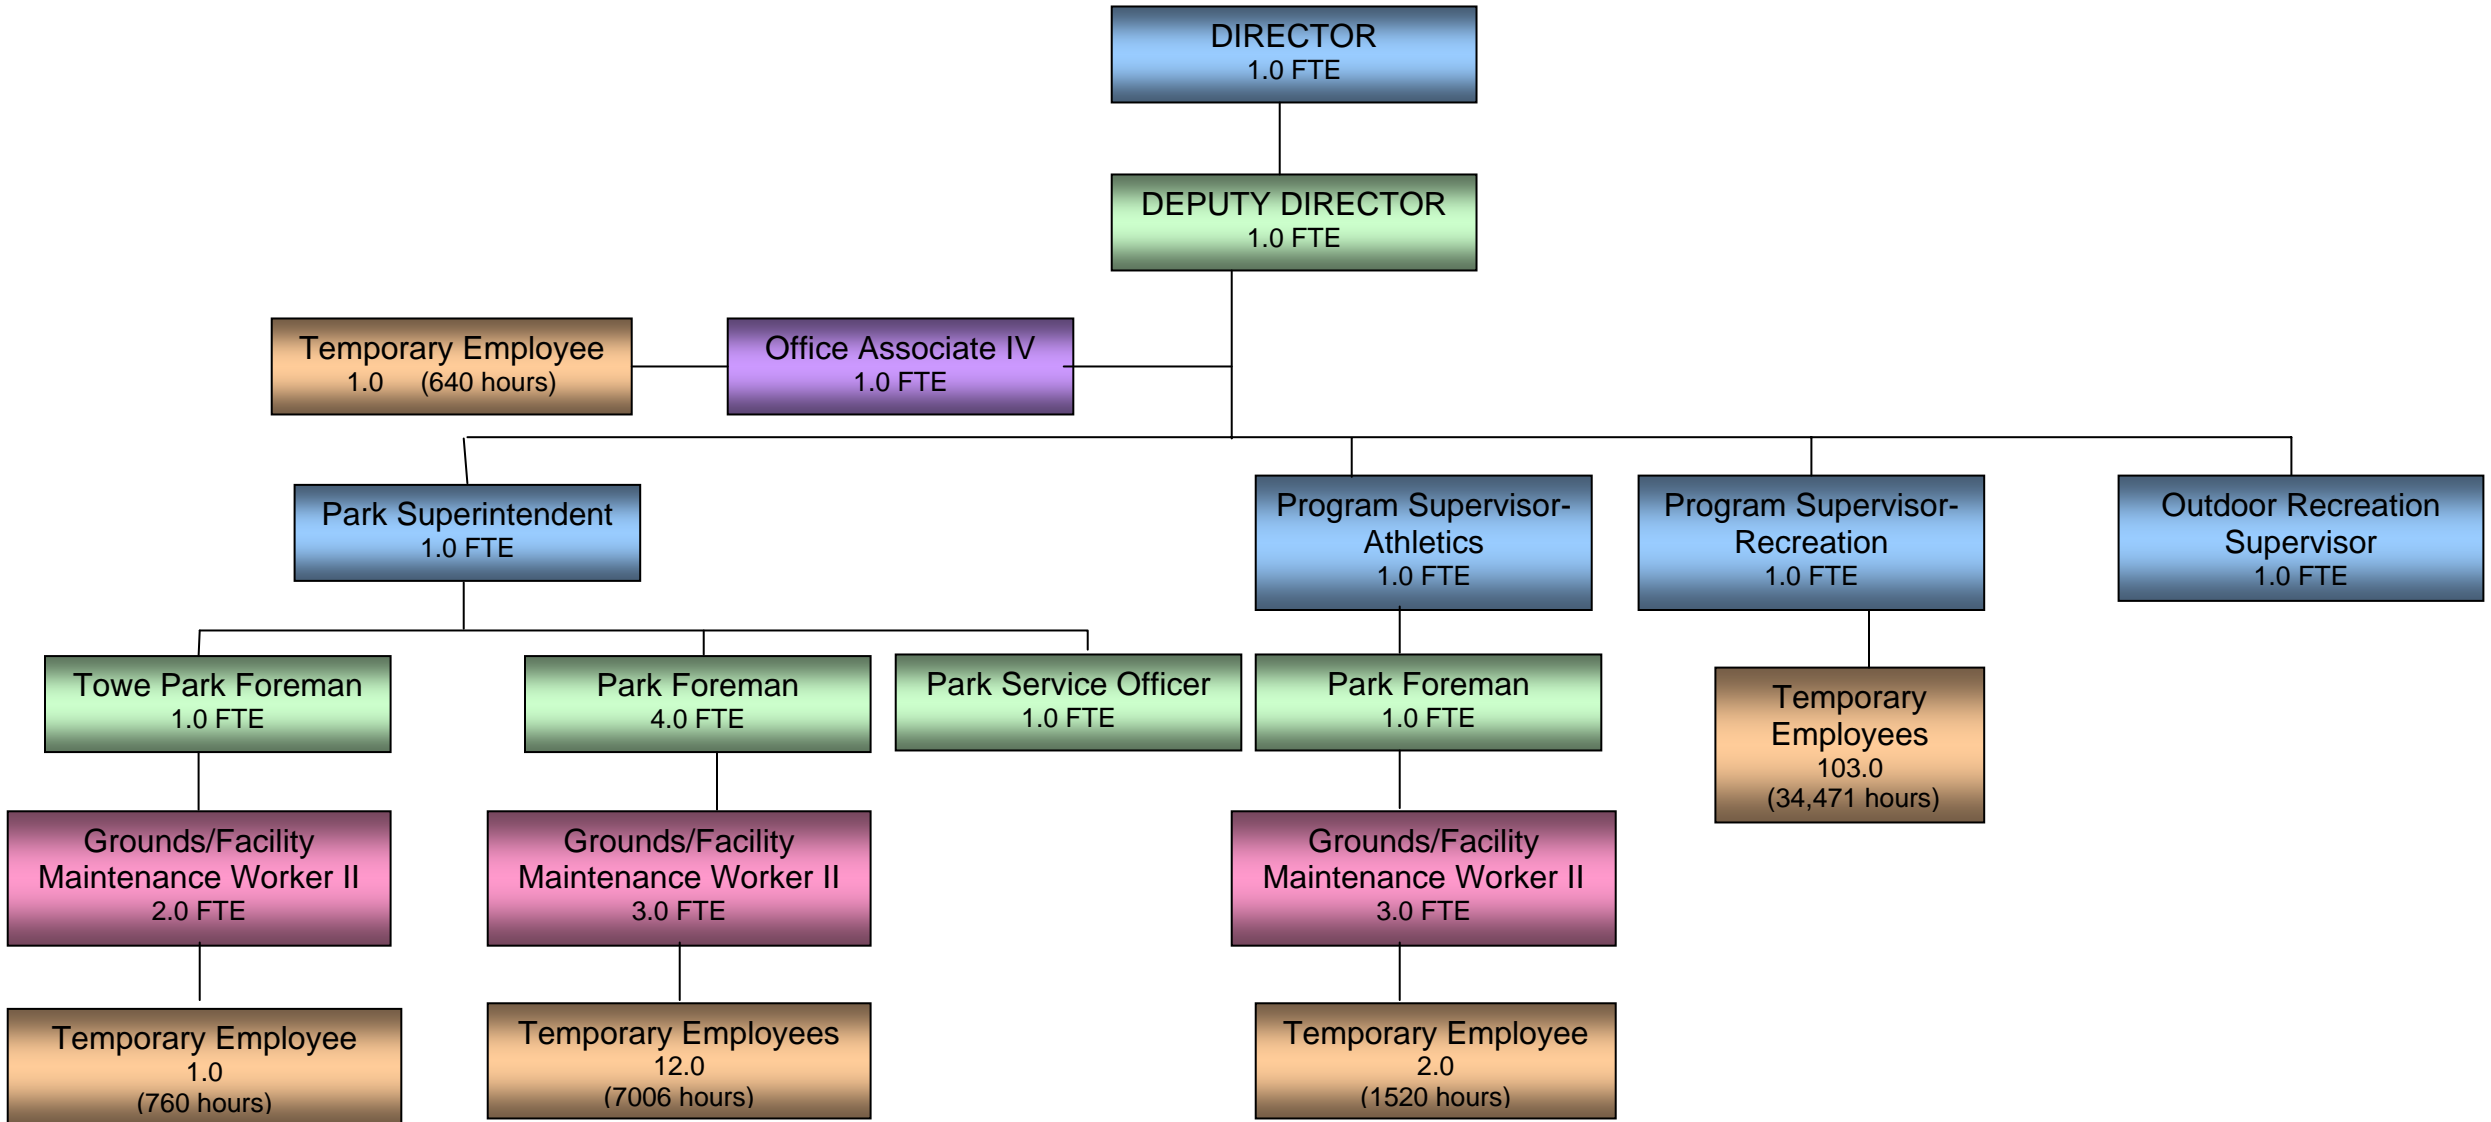 DIRECTOR
1.0 FTE
DEPUTY DIRECTOR
1.0 FTE
Temporary Employee
1.0 (640 hours)
Office Associate IV
1.0 FTE
Park Superintendent
1.0 FTE
Program Supervisor-
Athletics
1.0 FTE
Program Supervisor-
Recreation
1.0 FTE
Outdoor Recreation
Supervisor
1.0 FTE
Towe Park Foreman
1.0 FTE
Park Foreman
4.0 FTE
Park Service Officer
1.0 FTE
Park Foreman
1.0 FTE
Temporary
Employees
103.0
(34,471 hours)
Grounds/Facility
Maintenance Worker II
2.0 FTE
Grounds/Facility
Maintenance Worker II
3.0 FTE
Grounds/Facility
Maintenance Worker II
3.0 FTE
Temporary Employee
1.0
(760 hours)
Temporary Employees
12.0
(7006 hours)
Temporary Employee
2.0
(1520 hours)